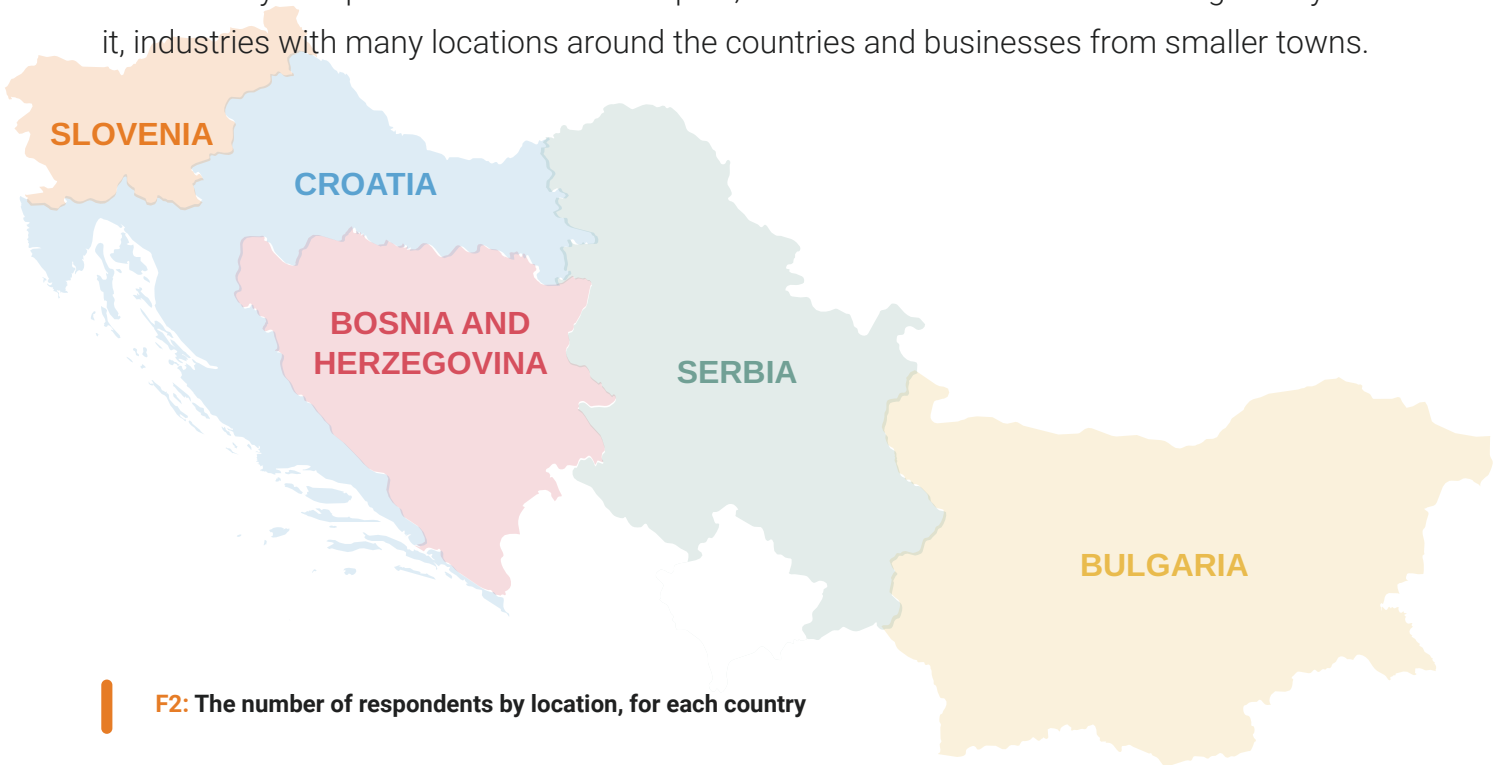 it, industries with many locations around the countries and businesses from smaller towns.
SLOVENIA
CROATIA
BOSNIA AND
HERZEGOVINA
SERBIA
BULGARIA
F2: The number of respondents by location, for each country